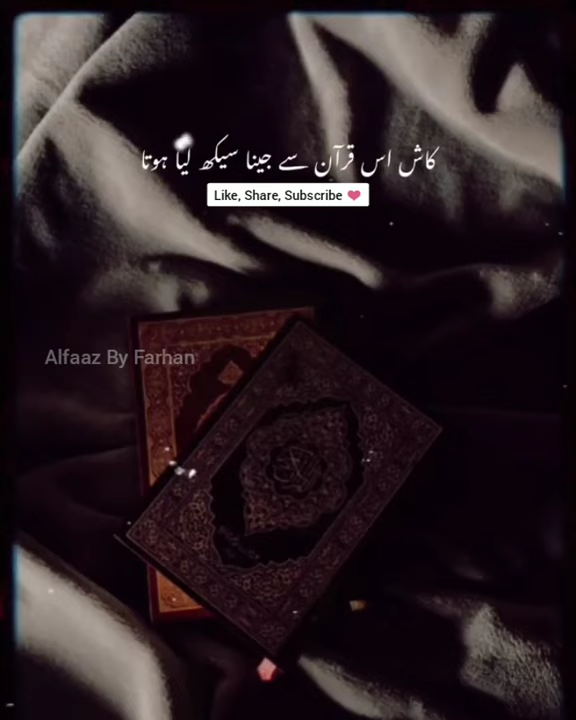 کاش اس قرآن سے جینا سیکھ لیا ہوتا
Like, Share, Subscribe ❤
Alfaaz By Farhan